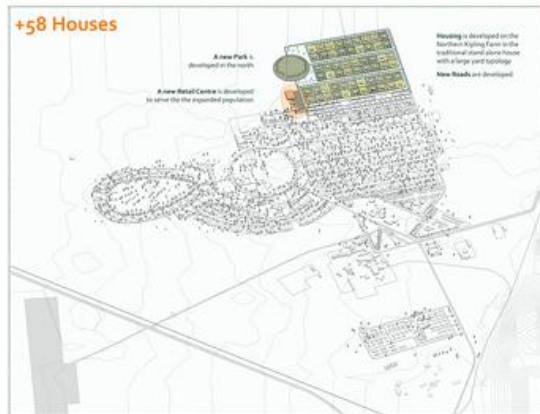 +58 Houses
A new Park is
developed in the north
A new Retail Centre is developed
to serve the the expanded population
Housing is developed on the
Northern Kipling Farm in the
traditional stand alone house
with a large yard typology
New Roads are developed